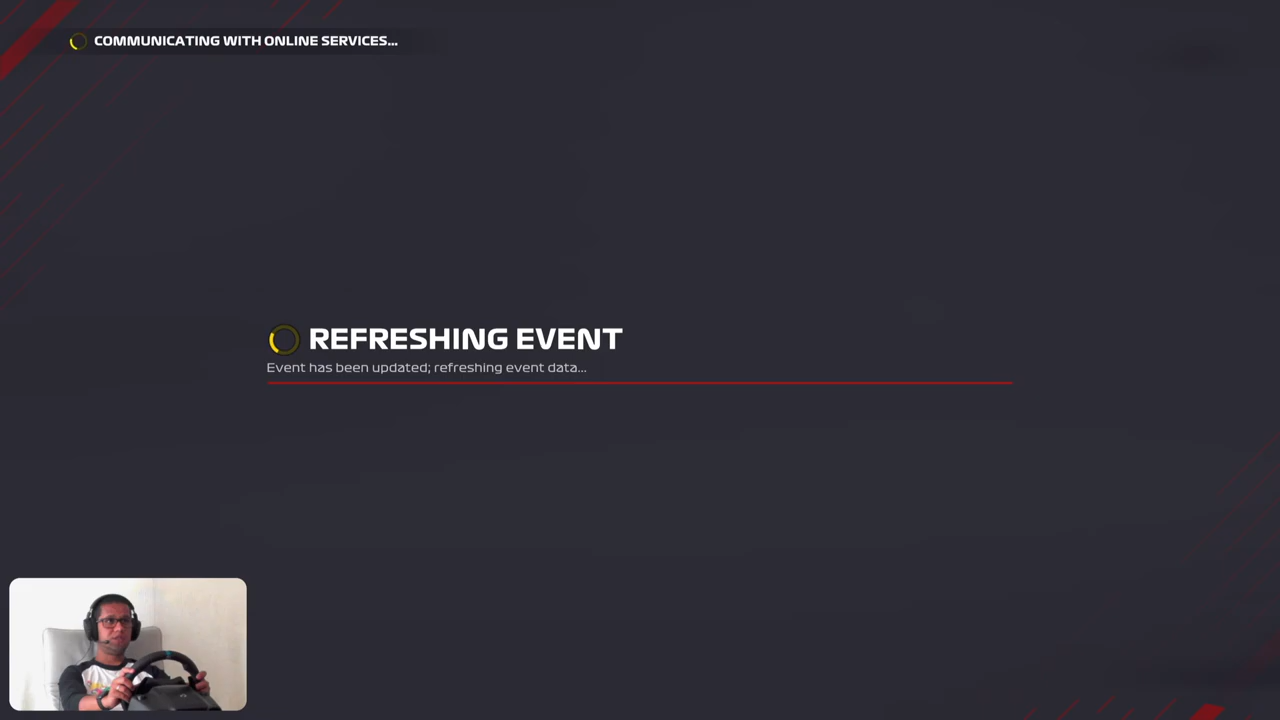 COMMUNICATING WITH ONLINE SERVICES...
REFRESHING EVENT
Event has been updated; refreshing event data...